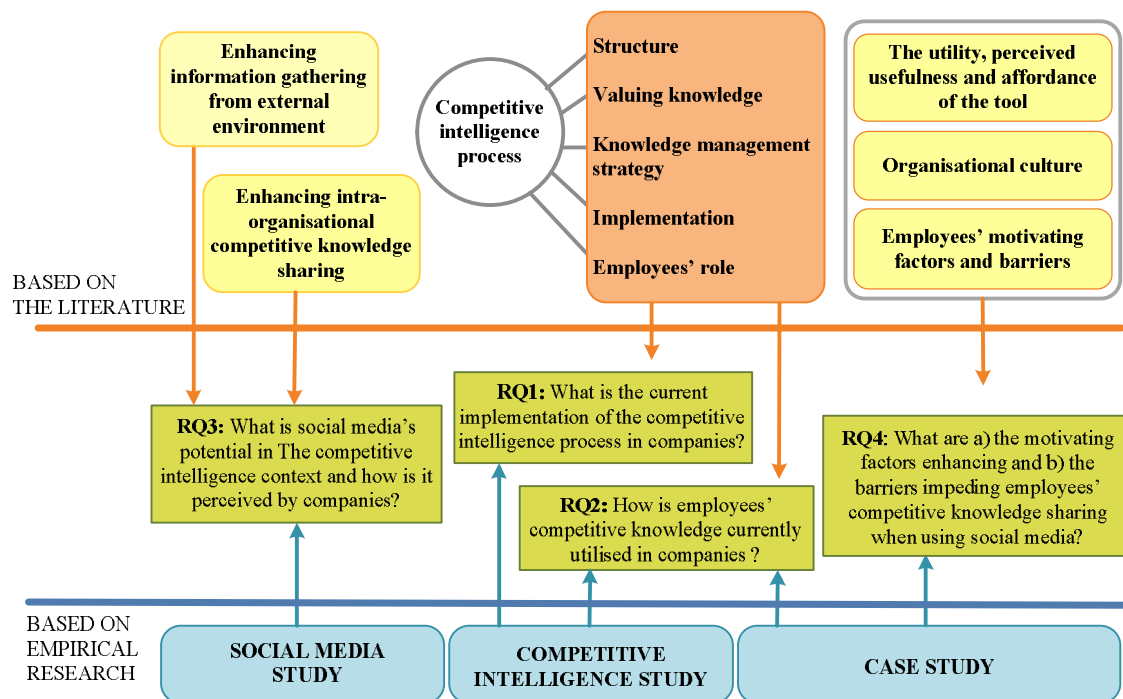 Enhancing
information gathering
from external
environment
Enhancing intra-
organisational
competitive knowledge
sharing
Competitive
intelligence
process
Structure
Valuing knowledge
Knowledge management
strategy
Implementation
Employees’ role
The utility, perceived
usefulness and affordance
of the tool
Organisational culture
Employees’ motivating
factors and barriers
BASED ON
THE LITERATURE
RQ3: What is social media’s
potential in The competitive
intelligence context and how is it
perceived by companies?
RQ1: What is the current
implementation of the competitive
intelligence process in companies?
RQ2: How is employees’
competitive knowledge currently
utilised in companies ?
RQ4: What are a) the motivating
factors enhancing and b) the
barriers impeding employees’
competitive knowledge sharing
when using social media?
BASED ON
EMPIRICAL
RESEARCH
SOCIAL MEDIA
STUDY
COMPETITIVE
INTELLIGENCE STUDY
CASE STUDY